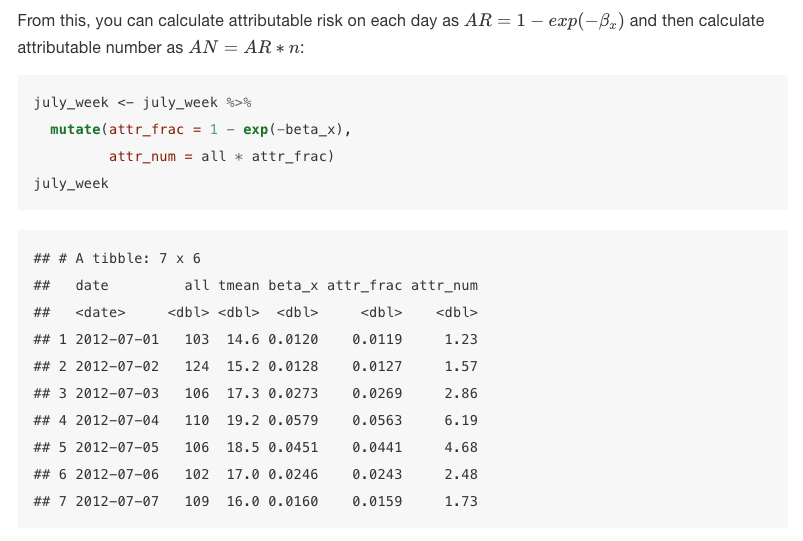 From this, you can calculate attributable risk on each day as AR = 1 − exp(−βₓ) and then calculate
attributable number as AN = AR ∗ n:
july_week <- july_week %>%
  mutate(attr_frac = 1 - exp(-beta_x),
         attr_num = all * attr_frac)
july_week
## # A tibble: 7 x 6
##   date         all tmean beta_x attr_frac attr_num
##   <date>     <dbl> <dbl>  <dbl>     <dbl>    <dbl>
## 1 2012-07-01   103  14.6 0.0120    0.0119     1.23
## 2 2012-07-02   124  15.2 0.0128    0.0127     1.57
## 3 2012-07-03   106  17.3 0.0273    0.0269     2.86
## 4 2012-07-04   110  19.2 0.0579    0.0563     6.19
## 5 2012-07-05   106  18.5 0.0451    0.0441     4.68
## 6 2012-07-06   102  17.0 0.0246    0.0243     2.48
## 7 2012-07-07   109  16.0 0.0160    0.0159     1.73